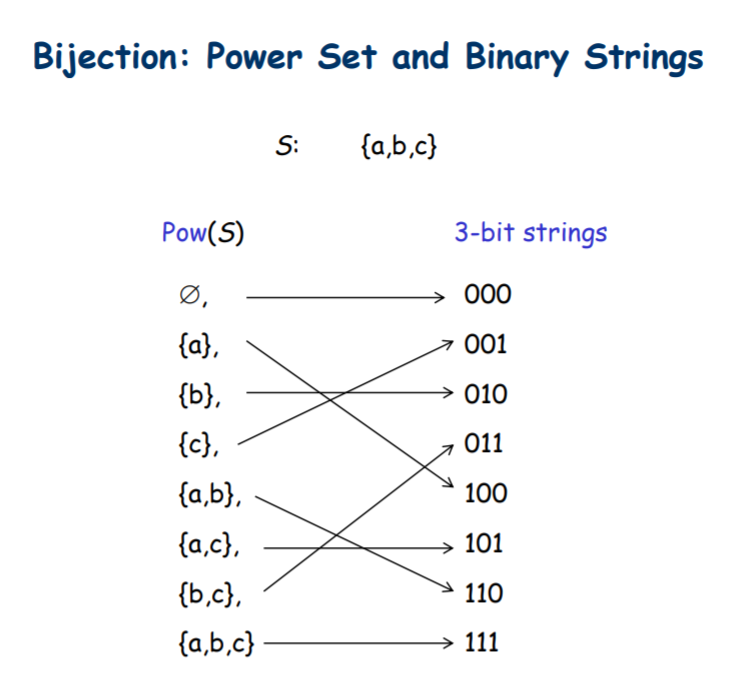 Bijection: Power Set and Binary Strings
S: {a,b,c}
Pow(S) 3-bit strings
∅, 000
{a}, 001
{b}, 010
{c}, 011
{a,b}, 100
{a,c}, 101
{b,c}, 110
{a,b,c} 111